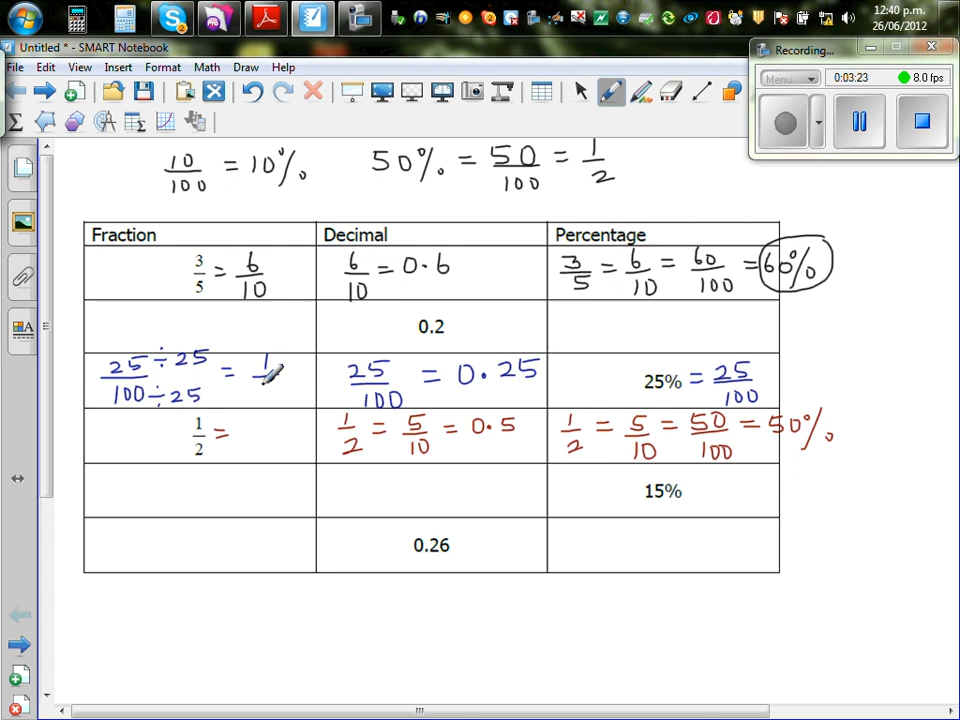 12:40 p.m.
26/06/2012
Untitled * - SMART Notebook
Recording...
File Edit View Insert Format Math Draw Help
Menu
0:03:23
8.0 fps
10/100 = 10% 50% = 50/100 = 1/2
Fraction Decimal Percentage
3/5 = 6/10 6/10 = 0.6 3/5 = 6/10 = 60/100 = 60%
0.2
25÷25/100÷25 = 1 25/100 = 0.25 25% = 25/100
1/2 = 1/2 = 5/10 = 0.5 1/2 = 5/10 = 50/100 = 50%
15%
0.26